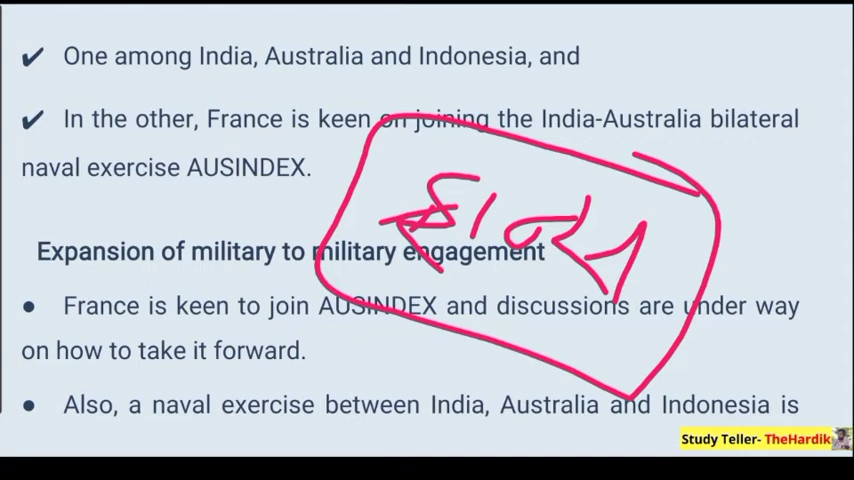 ✔ One among India, Australia and Indonesia, and
✔ In the other, France is keen on joining the India-Australia bilateral
naval exercise AUSINDEX.
Expansion of military to military engagement
● France is keen to join AUSINDEX and discussions are under way
on how to take it forward.
● Also, a naval exercise between India, Australia and Indonesia is
Study Teller- TheHardik